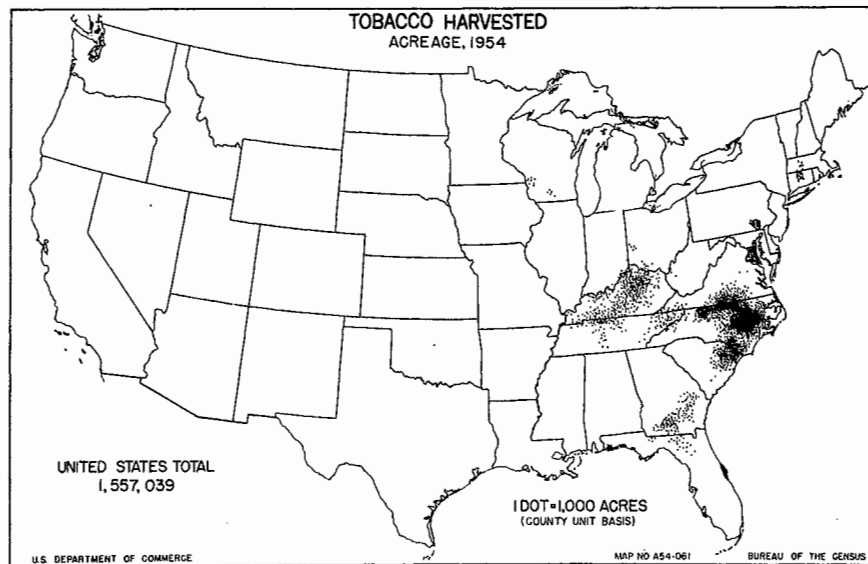 TOBACCO HARVESTED
ACREAGE, 1954
UNITED STATES TOTAL
1,557,039
1 DOT=1,000 ACRES
(COUNTY UNIT BASIS)
U.S. DEPARTMENT OF COMMERCE
MAP NO A54-061
BUREAU OF THE CENSUS